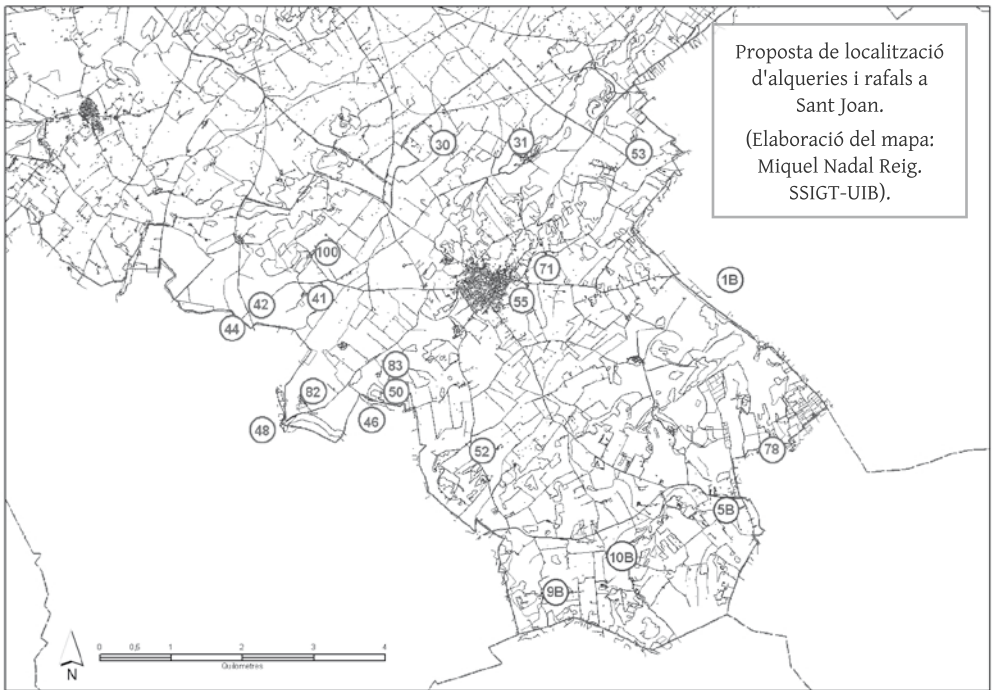 Proposta de localització
d'alqueries i rafals a
Sant Joan.
(Elaboració del mapa:
Miquel Nadal Reig.
SSIGT-UIB).
30
31
53
100
71
1B
42
41
55
44
83
82
50
48
46
52
78
5B
10B
9B
0 0,5 1 2 3 4
Quilòmetres
N